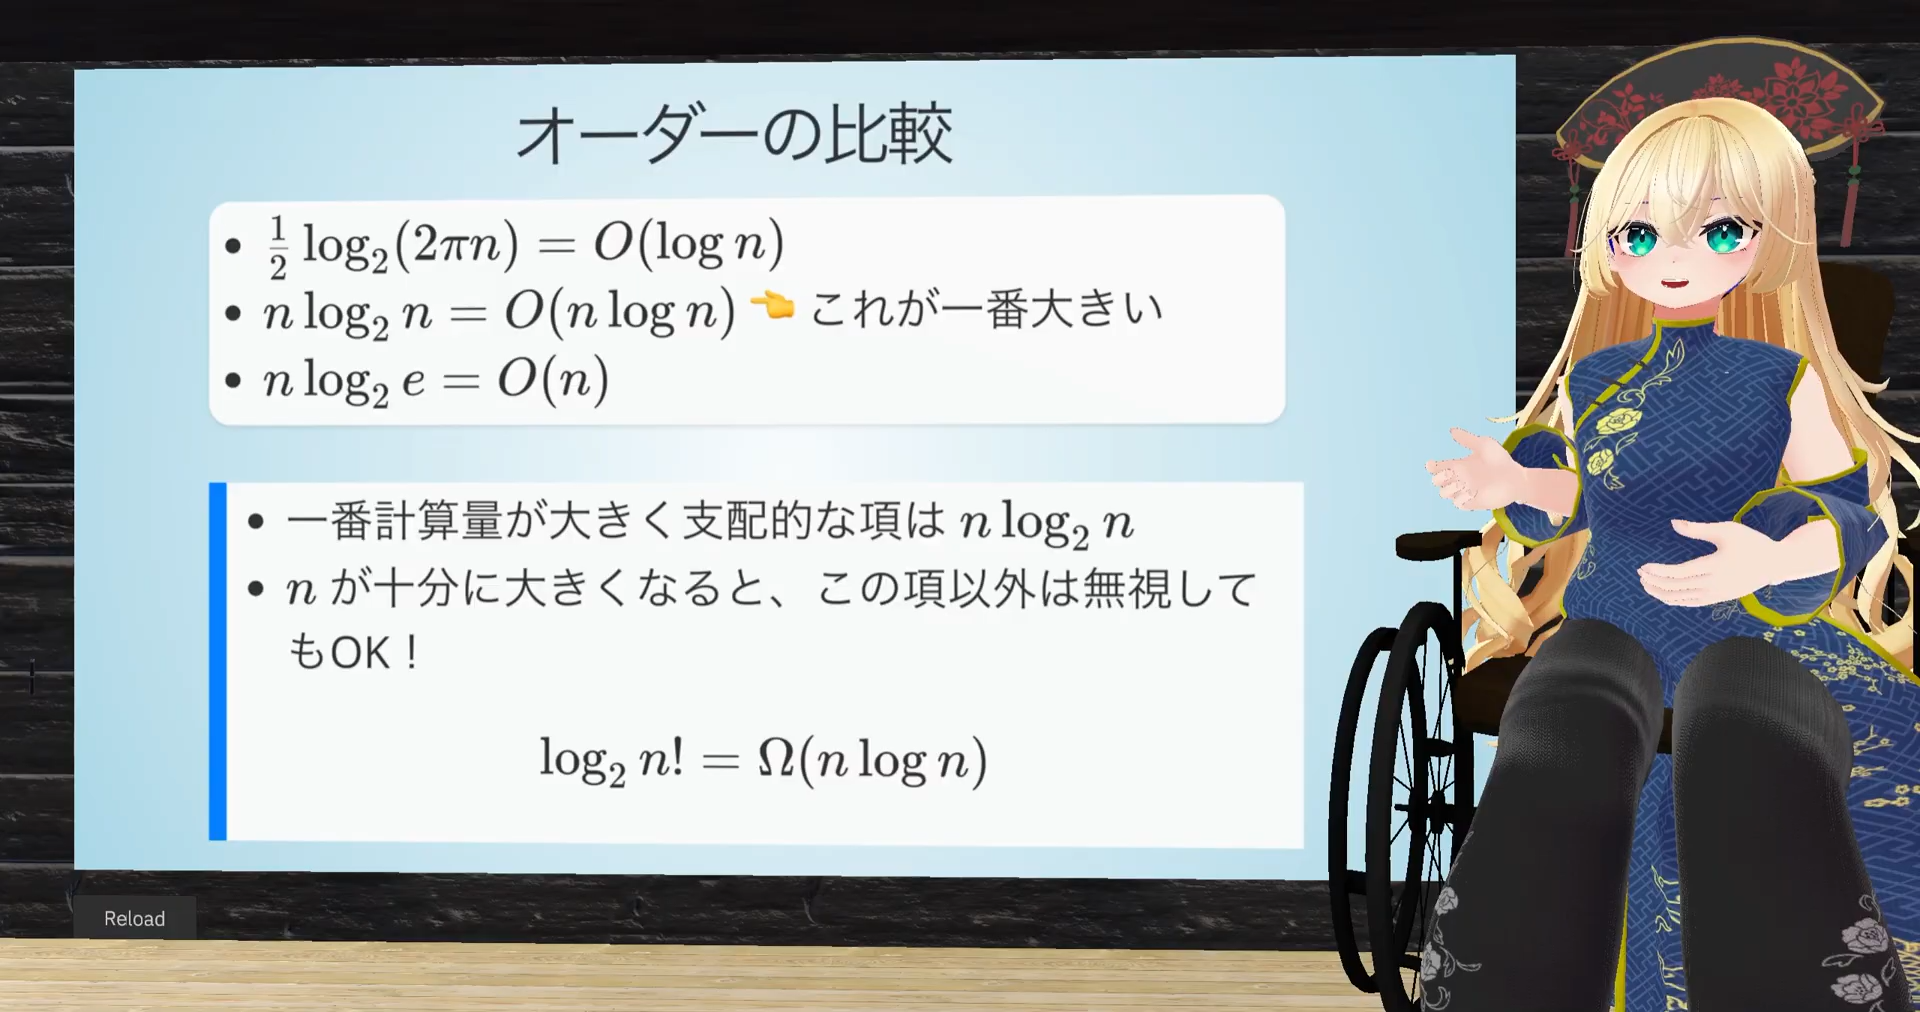 オーダーの比較
• ½ log₂(2πn) = O(log n)
• n log₂ n = O(n log n) 👈 これが一番大きい
• n log₂ e = O(n)
• 一番計算量が大きく支配的な項は n log₂ n
• n が十分に大きくなると、この項以外は無視して
もOK！
log₂ n! = Ω(n log n)
Reload